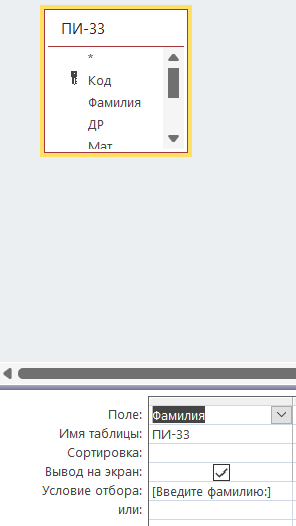 ПИ-33
*
Код
Фамилия
ДР
Мат
Поле: Фамилия
Имя таблицы: ПИ-33
Сортировка:
Вывод на экран:
Условие отбора: [Введите фамилию:]
или: